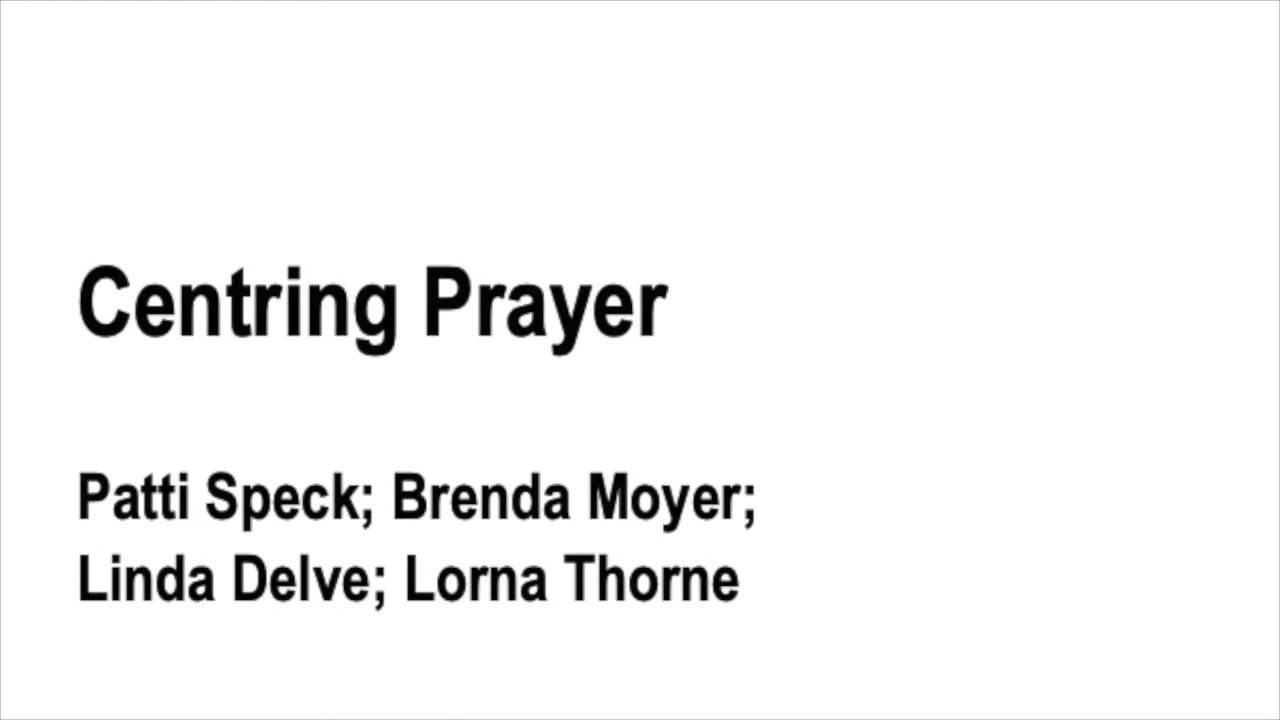 Centring Prayer
Patti Speck; Brenda Moyer;
Linda Delve; Lorna Thorne